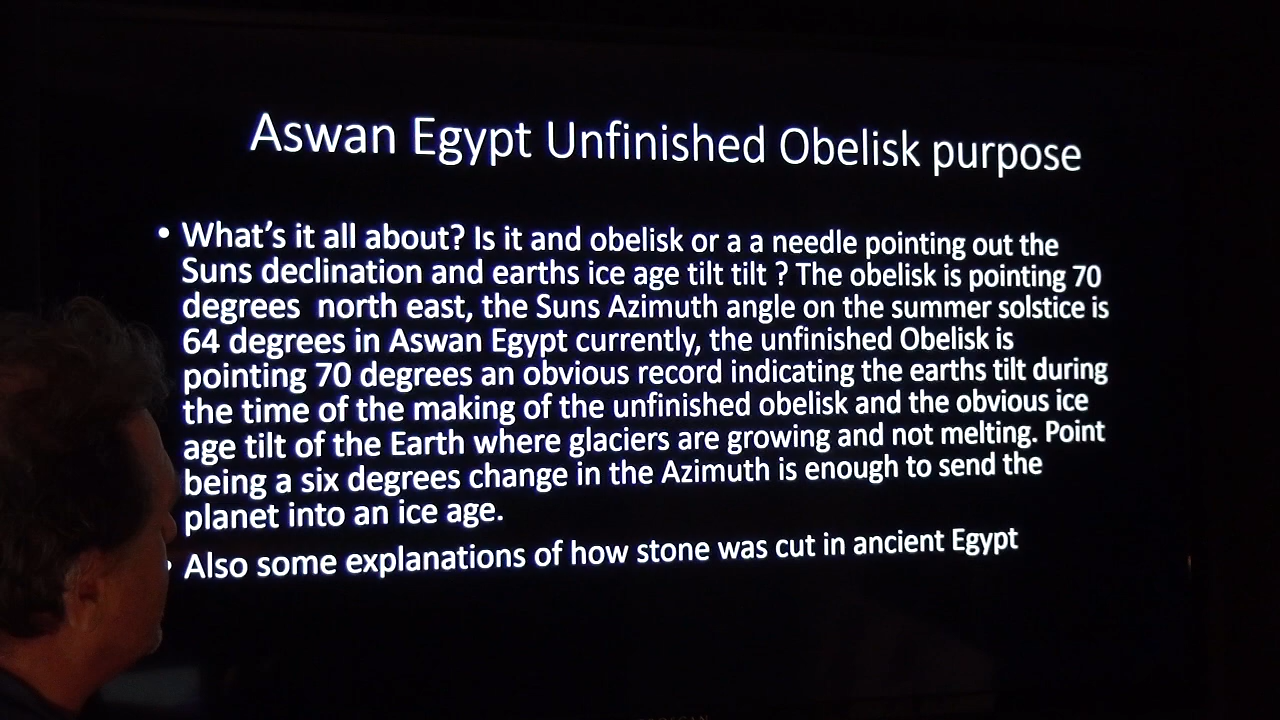 Aswan Egypt Unfinished Obelisk purpose
• What's it all about? Is it and obelisk or a a needle pointing out the
Suns declination and earths ice age tilt tilt ? The obelisk is pointing 70
degrees north east, the Suns Azimuth angle on the summer solstice is
64 degrees in Aswan Egypt currently, the unfinished Obelisk is
pointing 70 degrees an obvious record indicating the earths tilt during
the time of the making of the unfinished obelisk and the obvious ice
age tilt of the Earth where glaciers are growing and not melting. Point
being a six degrees change in the Azimuth is enough to send the
planet into an ice age.
• Also some explanations of how stone was cut in ancient Egypt